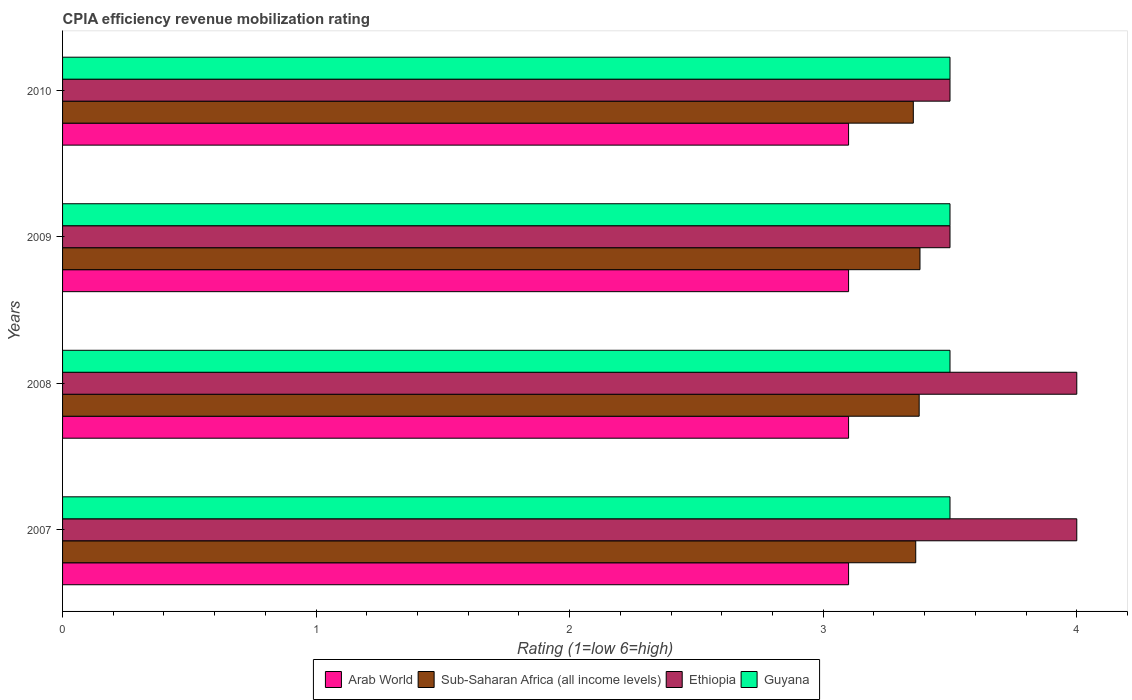 CPIA efficiency revenue mobilization rating
2010
2009
2008
2007
Years
0 1 2 3 4
Rating (1=low 6=high)
Arab World Sub-Saharan Africa (all income levels) Ethiopia Guyana